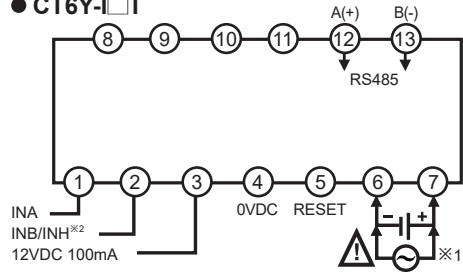 ● CT6Y-I□T
A(+) B(-)
8 9 10 11 12 13
RS485
1 2 3 4 5 6 7
INA
INB/INH※2
12VDC 100mA
0VDC RESET
- +
※1